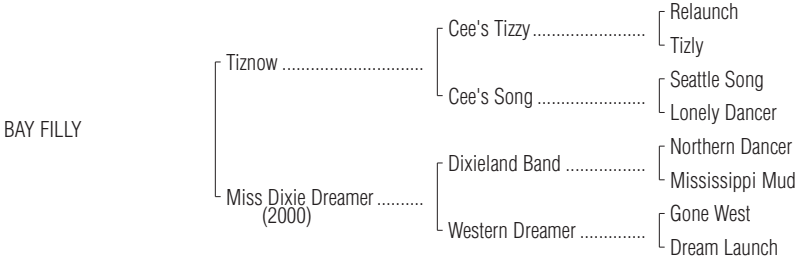 Relaunch
Cee's Tizzy
Tizly
Tiznow
Seattle Song
Cee's Song
Lonely Dancer
BAY FILLY
Northern Dancer
Dixieland Band
Mississippi Mud
Miss Dixie Dreamer
(2000)
Gone West
Western Dreamer
Dream Launch